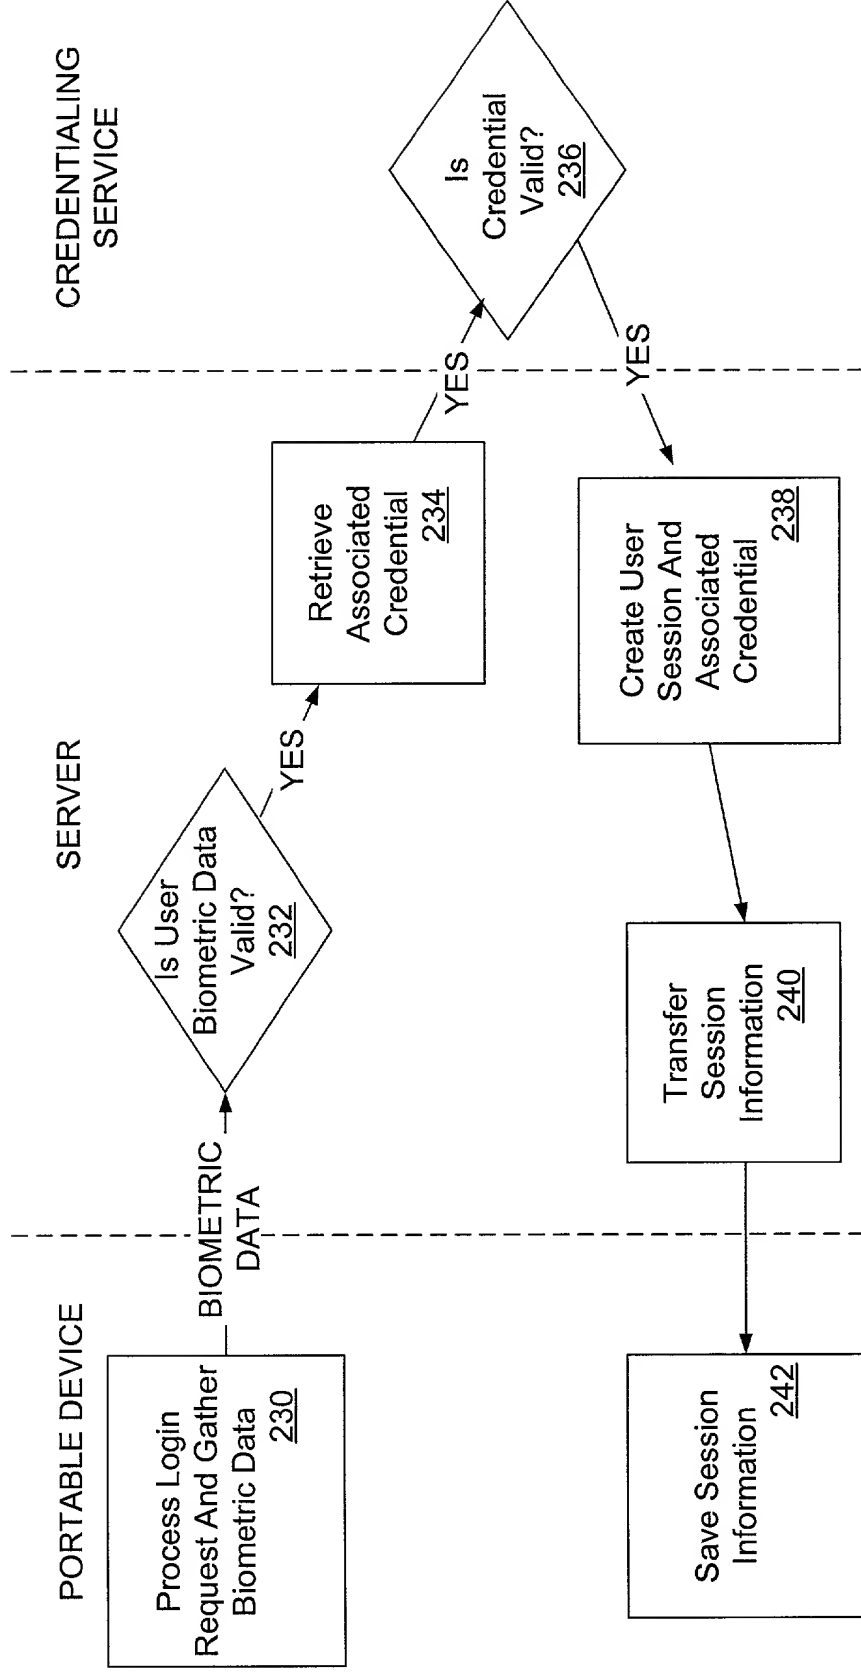 PORTABLE DEVICE
SERVER
CREDENTIALING
SERVICE
Process Login
Request And Gather
Biometric Data
230
BIOMETRIC
DATA
Is User
Biometric Data
Valid?
232
YES
Retrieve
Associated
Credential
234
YES
Is
Credential
Valid?
236
YES
Create User
Session And
Associated
Credential
238
Transfer
Session
Information
240
Save Session
Information
242